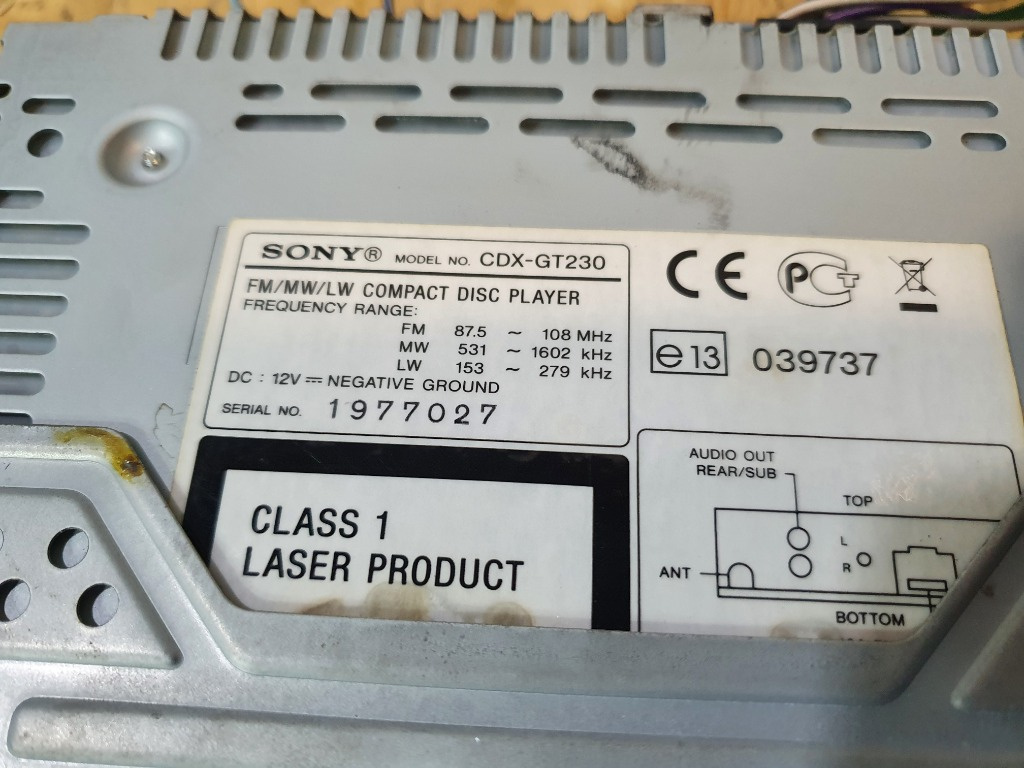 SONY® MODEL NO. CDX-GT230
FM/MW/LW COMPACT DISC PLAYER
FREQUENCY RANGE:
FM 87.5 ~ 108 MHz
MW 531 ~ 1602 kHz
LW 153 ~ 279 kHz
DC : 12V ⎓ NEGATIVE GROUND
SERIAL NO. 1977027
CLASS 1
LASER PRODUCT
CE PCT
e13 039737
AUDIO OUT
REAR/SUB
TOP
L
R
ANT
BOTTOM